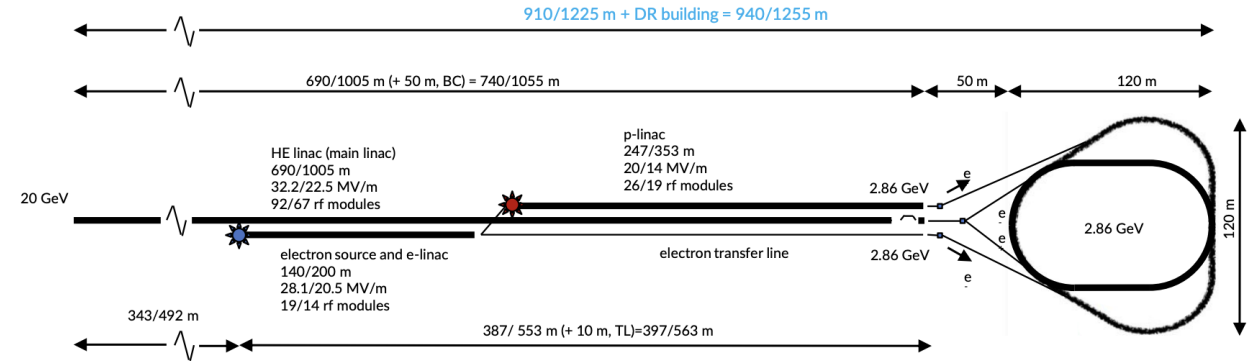 910/1225 m + DR building = 940/1255 m
690/1005 m (+ 50 m, BC) = 740/1055 m
50 m
120 m
p-linac
247/353 m
20/14 MV/m
26/19 rf modules
HE linac (main linac)
690/1005 m
32.2/22.5 MV/m
92/67 rf modules
20 GeV
2.86 GeV
e
e
e
2.86 GeV
120 m
electron source and e-linac
140/200 m
28.1/20.5 MV/m
19/14 rf modules
electron transfer line
2.86 GeV
e
343/492 m
387/ 553 m (+ 10 m, TL)=397/563 m